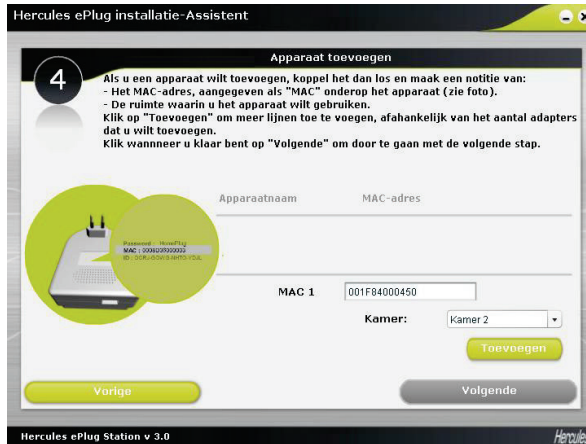 Hercules ePlug installatie-Assistent
Apparaat toevoegen
4
Als u een apparaat wilt toevoegen, koppel het dan los en maak een notitie van:
- Het MAC-adres, aangegeven als "MAC" onderop het apparaat (zie foto).
- De ruimte waarin u het apparaat wilt gebruiken.
Klik op "Toevoegen" om meer lijnen toe te voegen, afahankelijk van het aantal adapters
dat u wilt toevoegen.
Klik wannneer u klaar bent op "Volgende" om door te gaan met de volgende stap.
Apparaatnaam MAC-adres
Password : HomePlug
MAC 1 001F84000450
Kamer: Kamer 2
Toevoegen
Vorige Volgende
Hercules ePlug Station v 3.0
Hercules